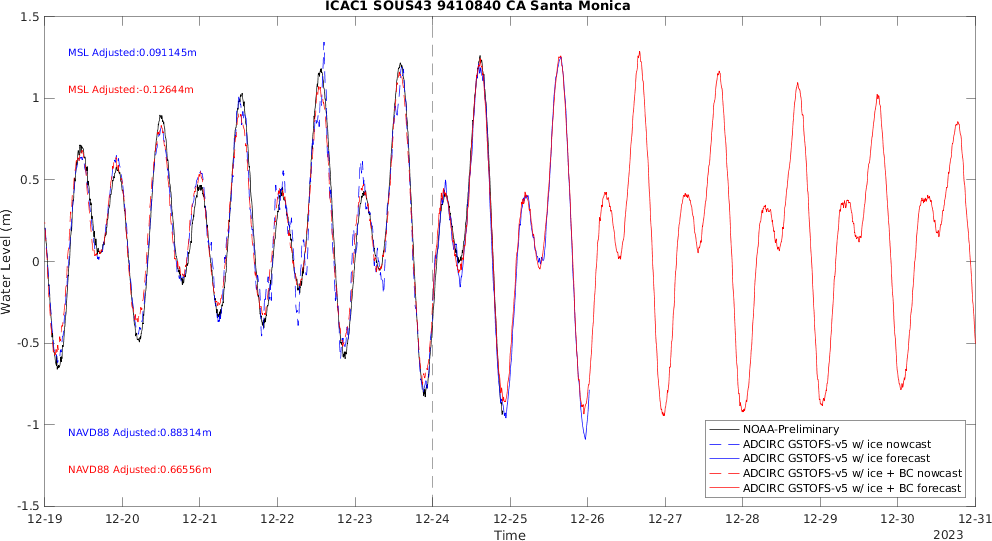 ICAC1 SOUS43 9410840 CA Santa Monica
1.5
1
0.5
0
-0.5
-1
-1.5
Water Level (m)
MSL Adjusted:0.091145m
MSL Adjusted:-0.12644m
NAVD88 Adjusted:0.88314m
NAVD88 Adjusted:0.66556m
NOAA-Preliminary
ADCIRC GSTOFS-v5 w/ ice nowcast
ADCIRC GSTOFS-v5 w/ ice forecast
ADCIRC GSTOFS-v5 w/ ice + BC nowcast
ADCIRC GSTOFS-v5 w/ ice + BC forecast
12-19 12-20 12-21 12-22 12-23 12-24 12-25 12-26 12-27 12-28 12-29 12-30 12-31
Time
2023